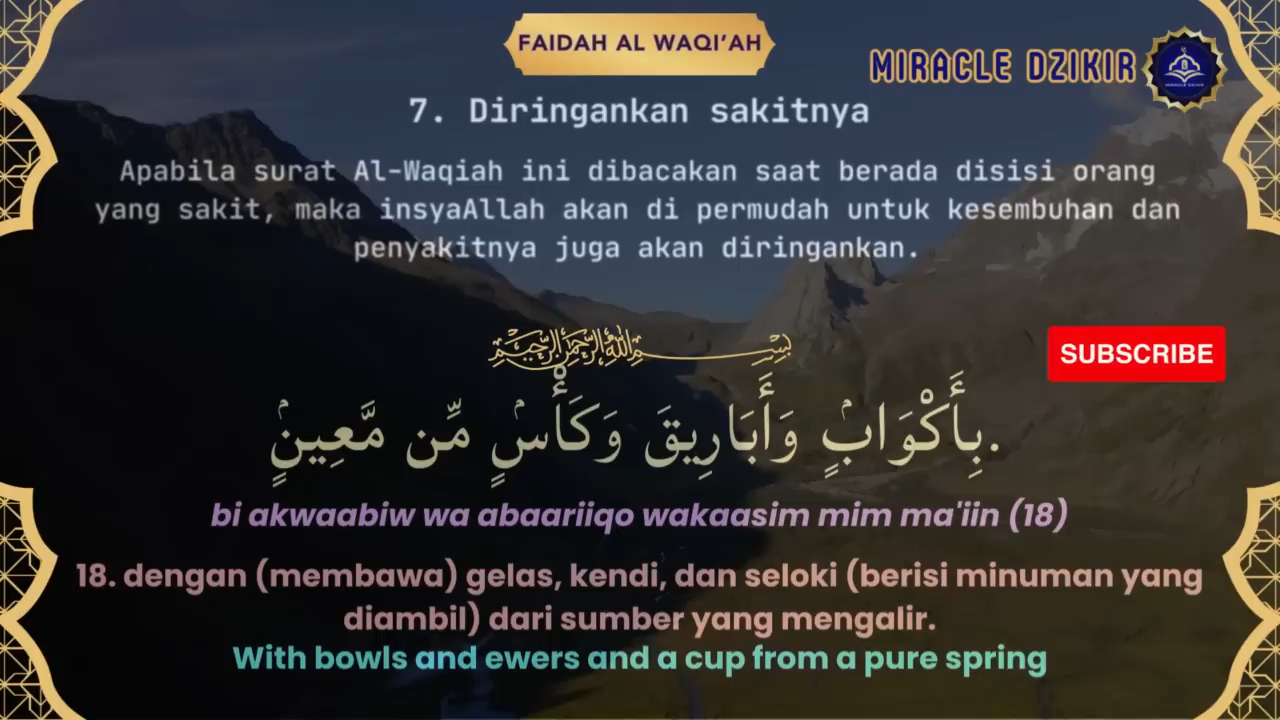 FAIDAH AL WAQI'AH
MIRACLE DZIKIR
7. Diringankan sakitnya
Apabila surat Al-Waqiah ini dibacakan saat berada disisi orang
yang sakit, maka insyaAllah akan di permudah untuk kesembuhan dan
penyakitnya juga akan diringankan.
بِسْمِ اللهِ الرَّحْمٰنِ الرَّحِيْمِ
SUBSCRIBE
.بِأَكْوَابٍۢ وَأَبَارِيقَ وَكَأْسٍۢ مِّن مَّعِينٍۢ
bi akwaabiw wa abaariiqo wakaasim mim ma'iin (18)
18. dengan (membawa) gelas, kendi, dan seloki (berisi minuman yang
diambil) dari sumber yang mengalir.
With bowls and ewers and a cup from a pure spring